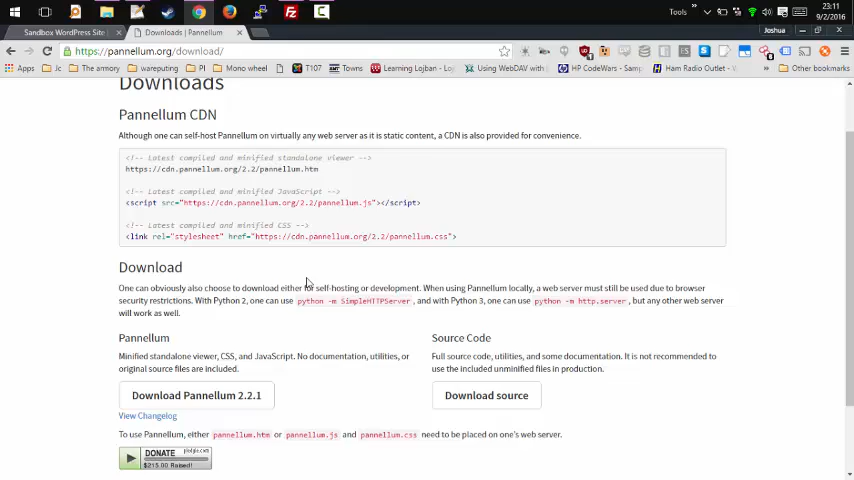 Tools
23:11
9/2/2016
Sandbox WordPress Site
Downloads | Pannellum
Joshua
https://pannellum.org/download/
Apps
Jc
The armory
wareputing
PI
Mono wheel
T107
Towns
Learning Lojban - Lo
Using WebDAV with
HP CodeWars - Samp
Ham Radio Outlet - W
Other bookmarks
Downloads
Pannellum CDN
Although one can self-host Pannellum on virtually any web server as it is static content, a CDN is also provided for convenience.
<!-- Latest compiled and minified standalone viewer -->
https://cdn.pannellum.org/2.2/pannellum.htm
<!-- Latest compiled and minified JavaScript -->
<script src="https://cdn.pannellum.org/2.2/pannellum.js"></script>
<!-- Latest compiled and minified CSS -->
<link rel="stylesheet" href="https://cdn.pannellum.org/2.2/pannellum.css">
Download
One can obviously also choose to download either for self-hosting or development. When using Pannellum locally, a web server must still be used due to browser
security restrictions. With Python 2, one can use python -m SimpleHTTPServer, and with Python 3, one can use python -m http.server, but any other web server
will work as well.
Pannellum
Minified standalone viewer, CSS, and JavaScript. No documentation, utilities, or
original source files are included.
Download Pannellum 2.2.1
View Changelog
Source Code
Full source code, utilities, and some documentation. It is not recommended to
use the included unminified files in production.
Download source
To use Pannellum, either pannellum.htm or pannellum.js and pannellum.css need to be placed on one's web server.
DONATE
pledgie.com
$215.00 Raised!